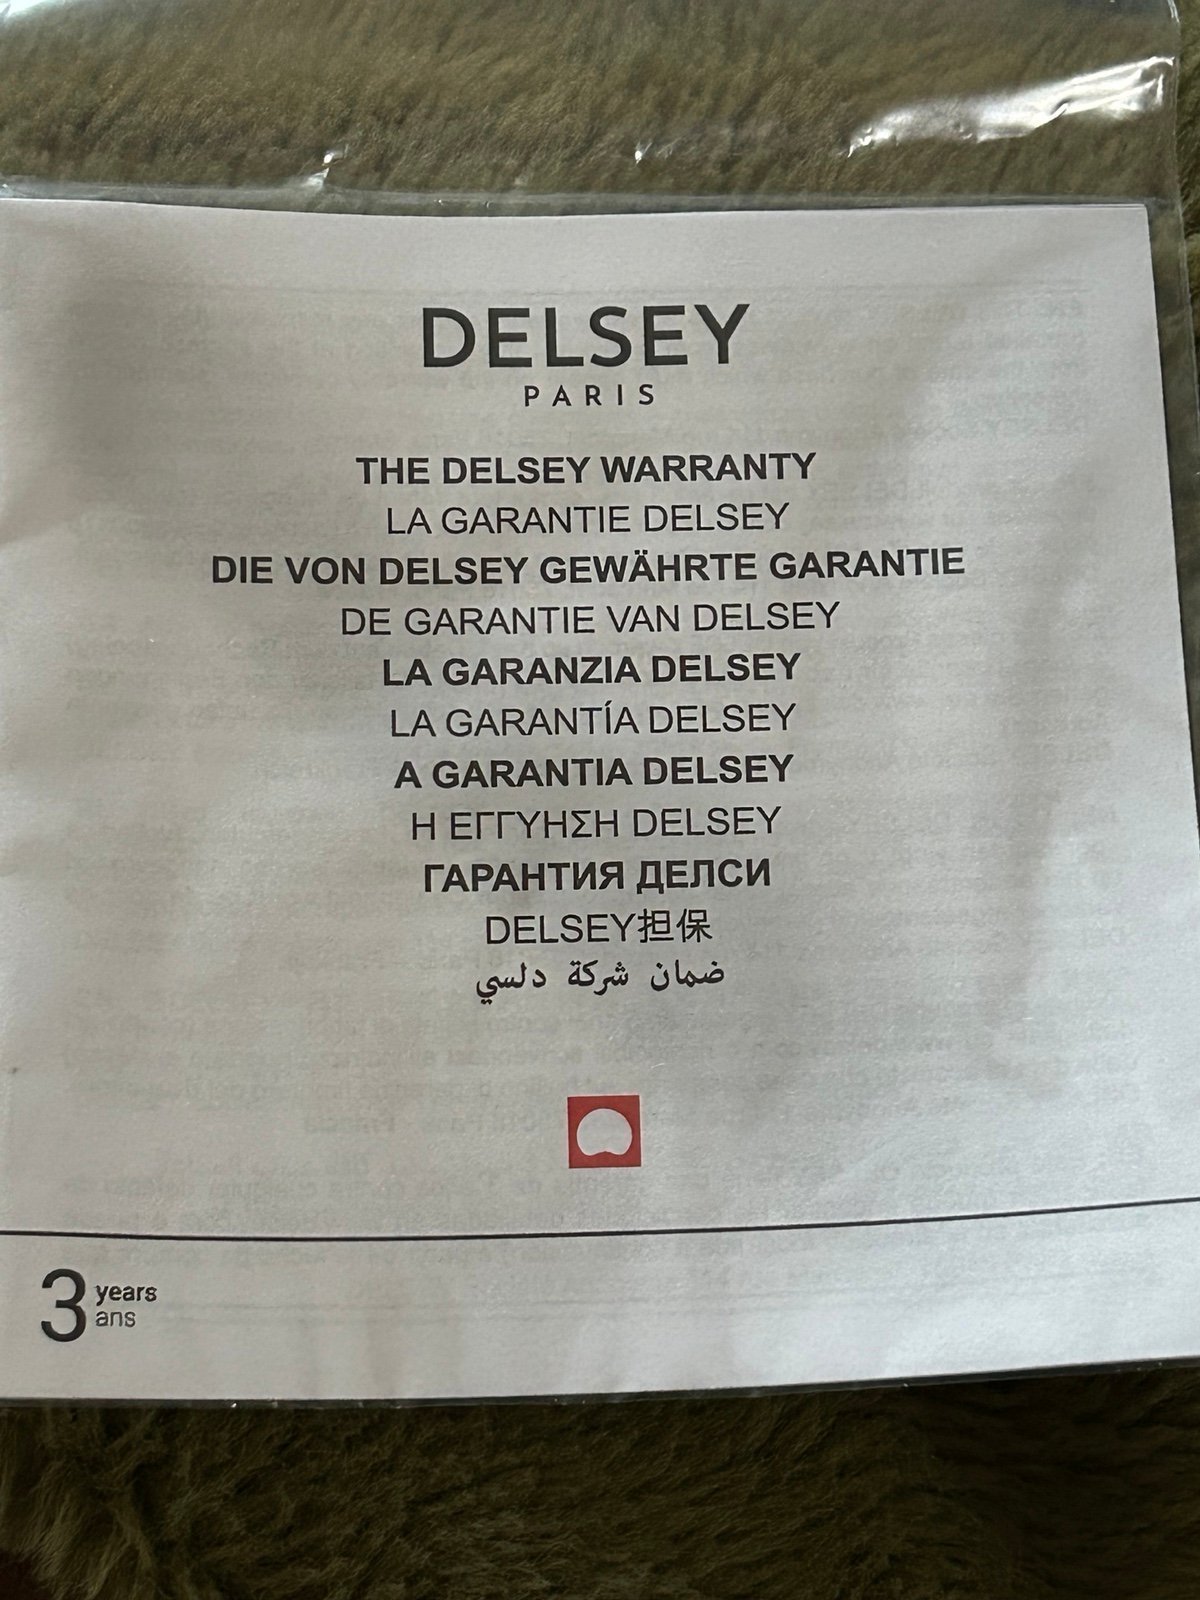 DELSEY
PARIS
THE DELSEY WARRANTY
LA GARANTIE DELSEY
DIE VON DELSEY GEWÄHRTE GARANTIE
DE GARANTIE VAN DELSEY
LA GARANZIA DELSEY
LA GARANTÍA DELSEY
A GARANTIA DELSEY
Η ΕΓΓΥΗΣΗ DELSEY
ГАРАНТИЯ ДЕЛСИ
DELSEY担保
ضمان شركة دلسي
3 years
ans